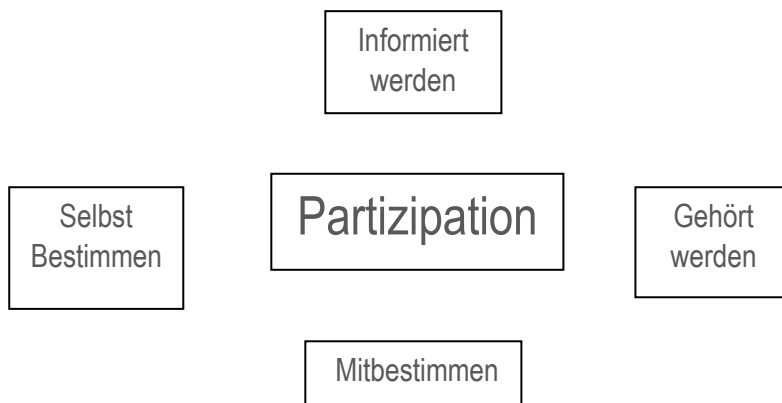 Informiert
werden
Selbst
Bestimmen
Partizipation
Gehört
werden
Mitbestimmen